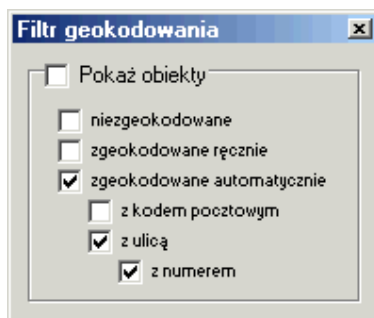 Filtr geokodowania
Pokaż obiekty
niezgeokodowane
zgeokodowane ręcznie
zgeokodowane automatycznie
z kodem pocztowym
z ulicą
z numerem